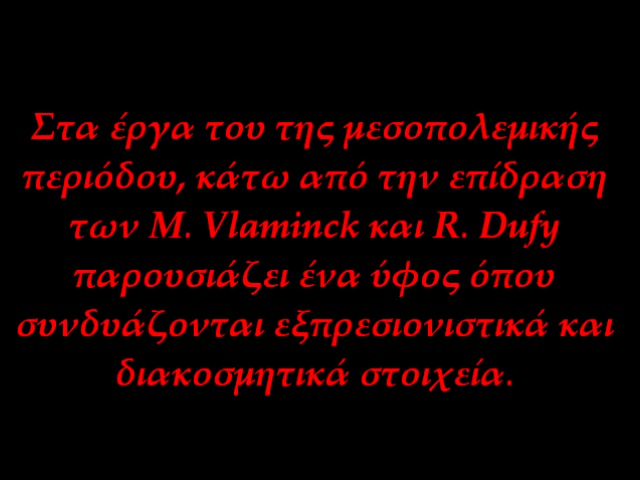 Στα έργα του της μεσοπολεμικής
περιόδου, κάτω από την επίδραση
των M. Vlaminck και R. Dufy
παρουσιάζει ένα ύφος όπου
συνδυάζονται εξπρεσιονιστικά και
διακοσμητικά στοιχεία.